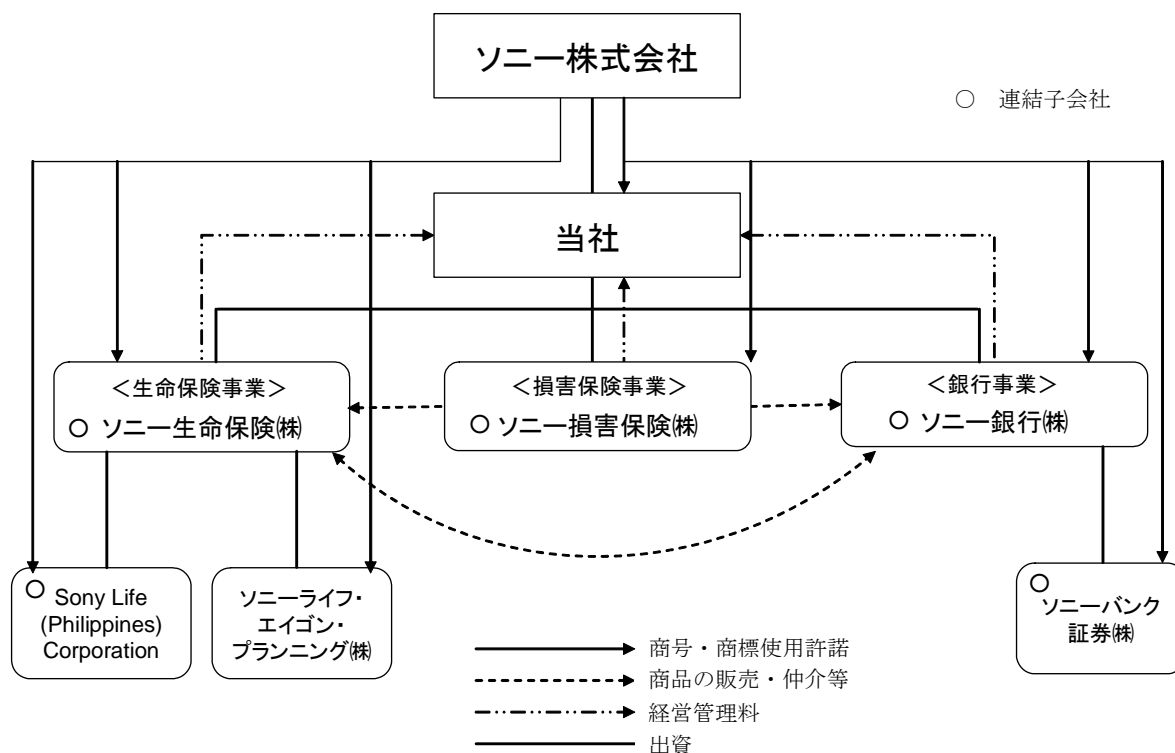 ソニー株式会社
○ 連結子会社
当社
＜生命保険事業＞
○ ソニー生命保険㈱
＜損害保険事業＞
○ ソニー損害保険㈱
＜銀行事業＞
○ ソニー銀行㈱
○ Sony Life
(Philippines)
Corporation
ソニーライフ・
エイゴン・
プランニング㈱
○
ソニーバンク
証券㈱
商号・商標使用許諾
商品の販売・仲介等
経営管理料
出資